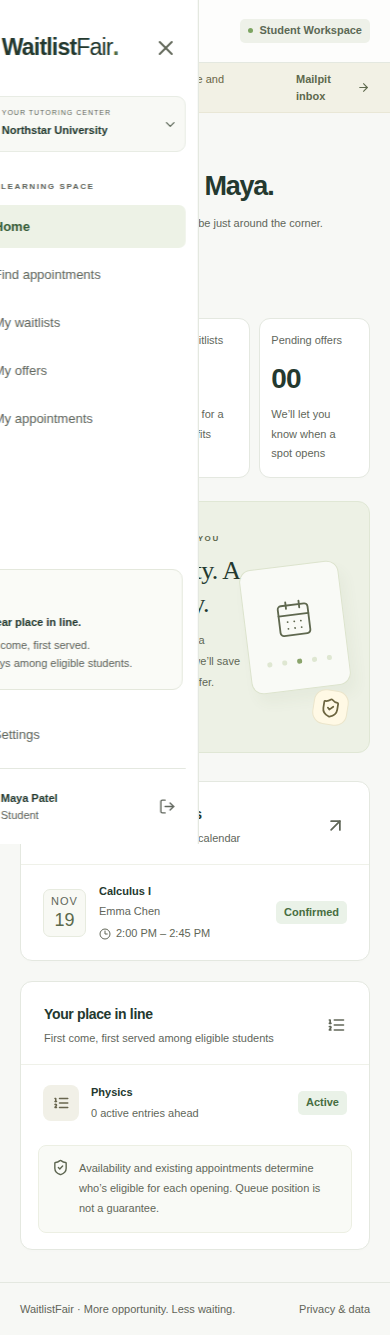 WaitlistFair.
Student Workspace
YOUR TUTORING CENTER
Northstar University
e and
Mailpit
inbox
LEARNING SPACE
Home
Find appointments
My waitlists
My offers
My appointments
Maya.
be just around the corner.
itlists
for a
fits
Pending offers
00
We'll let you
know when a
spot opens
YOU
ty. A
y.
a
we'll save
fer.
ear place in line.
come, first served.
ys among eligible students.
Settings
Maya Patel
Student
s
calendar
NOV
19
Calculus I
Emma Chen
2:00 PM – 2:45 PM
Confirmed
Your place in line
First come, first served among eligible students
Physics
0 active entries ahead
Active
Availability and existing appointments determine
who's eligible for each opening. Queue position is
not a guarantee.
WaitlistFair · More opportunity. Less waiting.
Privacy & data